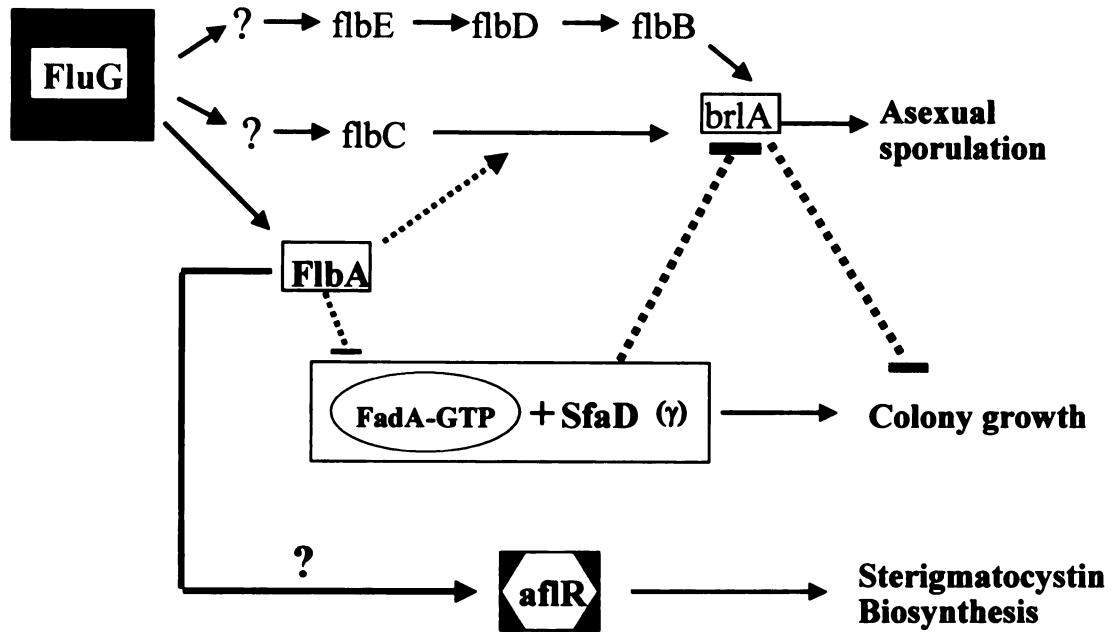 ? flbE flbD flbB
FluG
brlA
Asexual
sporulation
? flbC
FlbA
FadA-GTP + SfaD (γ)
Colony growth
?
aflR
Sterigmatocystin
Biosynthesis